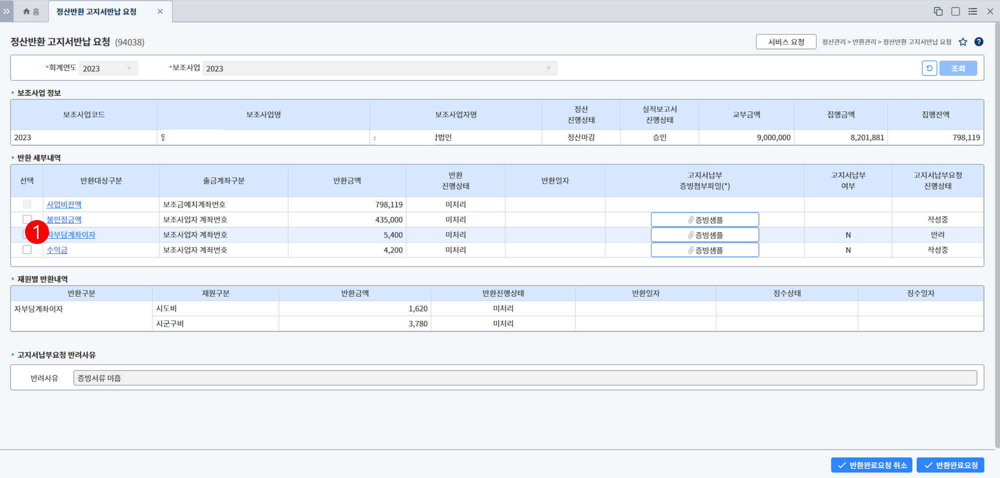 홈
정산반환 고지서반납 요청
정산반환 고지서반납 요청 (94038)
서비스 요청
정산관리 > 반환관리 > 정산반환 고지서반납 요청
*회계연도 2023 *보조사업 2023 조회
보조사업 정보
보조사업코드 보조사업명 보조사업자명 정산 진행상태 실적보고서 진행상태 교부금액 집행금액 집행잔액
2023 법인 정산마감 승인 9,000,000 8,201,881 798,119
반환 세부내역
선택 반환대상구분 출금계좌구분 반환금액 반환 진행상태 반환일자 고지서납부 증빙첨부파일(*) 고지서납부 여부 고지서납부요청 진행상태
사업비잔액 보조금예치계좌번호 798,119 미처리
불인정금액 보조사업자 계좌번호 435,000 미처리 증빙샘플 작성중
1 자부담계좌이자 보조사업자 계좌번호 5,400 미처리 증빙샘플 N 반려
수익금 보조사업자 계좌번호 4,200 미처리 증빙샘플 N 작성중
재원별 반환내역
반환구분 재원구분 반환금액 반환진행상태 반환일자 징수상태 징수일자
자부담계좌이자 시도비 1,620 미처리
시군구비 3,780 미처리
고지서납부요청 반려사유
반려사유 증빙서류 미흡
반환완료요청 취소 반환완료요청